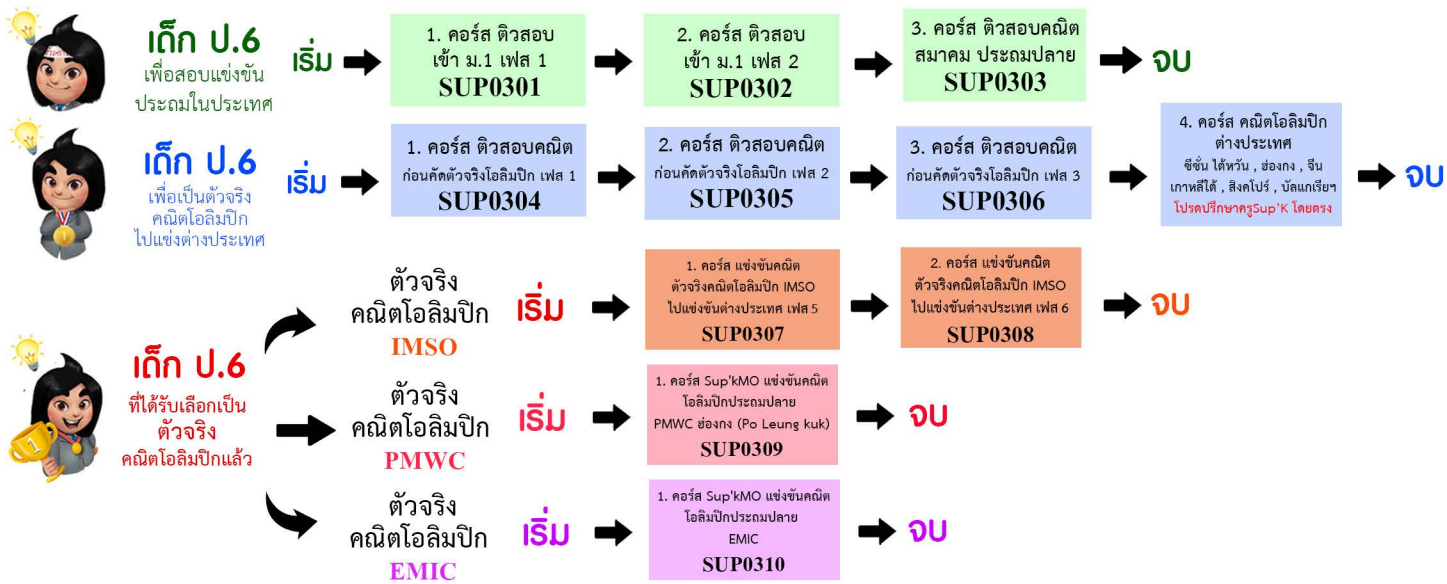 เด็ก ป.6
เพื่อสอบแข่งขัน
ประถมในประเทศ
เริ่ม
1. คอร์ส ติวสอบ
เข้า ม.1 เฟส 1
SUP0301
2. คอร์ส ติวสอบ
เข้า ม.1 เฟส 2
SUP0302
3. คอร์ส ติวสอบคณิต
สมาคม ประถมปลาย
SUP0303
จบ
เด็ก ป.6
เพื่อเป็นตัวจริง
คณิตโอลิมปิก
ไปแข่งต่างประเทศ
เริ่ม
1. คอร์ส ติวสอบคณิต
ก่อนคัดตัวจริงโอลิมปิก เฟส 1
SUP0304
2. คอร์ส ติวสอบคณิต
ก่อนคัดตัวจริงโอลิมปิก เฟส 2
SUP0305
3. คอร์ส ติวสอบคณิต
ก่อนคัดตัวจริงโอลิมปิก เฟส 3
SUP0306
4. คอร์ส คณิตโอลิมปิก
ต่างประเทศ
ซีซั่น ไต้หวัน , ฮ่องกง , จีน
เกาหลีใต้ , สิงคโปร์ , บัลแกเรียฯ
โปรดปรึกษาครูSup'K โดยตรง
จบ
เด็ก ป.6
ที่ได้รับเลือกเป็น
ตัวจริง
คณิตโอลิมปิกแล้ว
ตัวจริง
คณิตโอลิมปิก
IMSO
เริ่ม
1. คอร์ส แข่งขันคณิต
ตัวจริงคณิตโอลิมปิก IMSO
ไปแข่งขันต่างประเทศ เฟส 5
SUP0307
2. คอร์ส แข่งขันคณิต
ตัวจริงคณิตโอลิมปิก IMSO
ไปแข่งขันต่างประเทศ เฟส 6
SUP0308
จบ
ตัวจริง
คณิตโอลิมปิก
PMWC
เริ่ม
1. คอร์ส Sup'kMO แข่งขันคณิต
โอลิมปิกประถมปลาย
PMWC ฮ่องกง (Po Leung kuk)
SUP0309
จบ
ตัวจริง
คณิตโอลิมปิก
EMIC
เริ่ม
1. คอร์ส Sup'kMO แข่งขันคณิต
โอลิมปิกประถมปลาย
EMIC
SUP0310
จบ